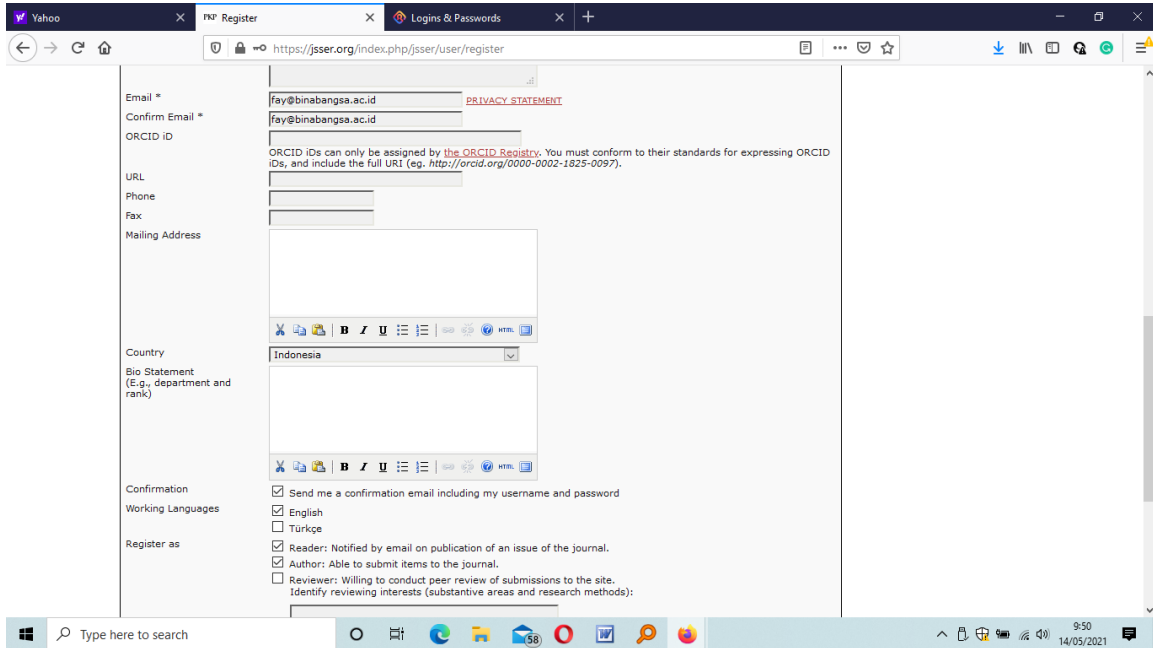 Yahoo
PKP Register
Logins & Passwords
https://jsser.org/index.php/jsser/user/register
Email *
fay@binabangsa.ac.id
PRIVACY STATEMENT
Confirm Email *
fay@binabangsa.ac.id
ORCID iD
ORCID iDs can only be assigned by the ORCID Registry. You must conform to their standards for expressing ORCID
iDs, and include the full URI (eg. http://orcid.org/0000-0002-1825-0097).
URL
Phone
Fax
Mailing Address
B I U
HTML
Country
Indonesia
Bio Statement
(E.g., department and
rank)
B I U
HTML
Confirmation
Send me a confirmation email including my username and password
Working Languages
English
Türkçe
Register as
Reader: Notified by email on publication of an issue of the journal.
Author: Able to submit items to the journal.
Reviewer: Willing to conduct peer review of submissions to the site.
Identify reviewing interests (substantive areas and research methods):
Type here to search
58
9:50
14/05/2021